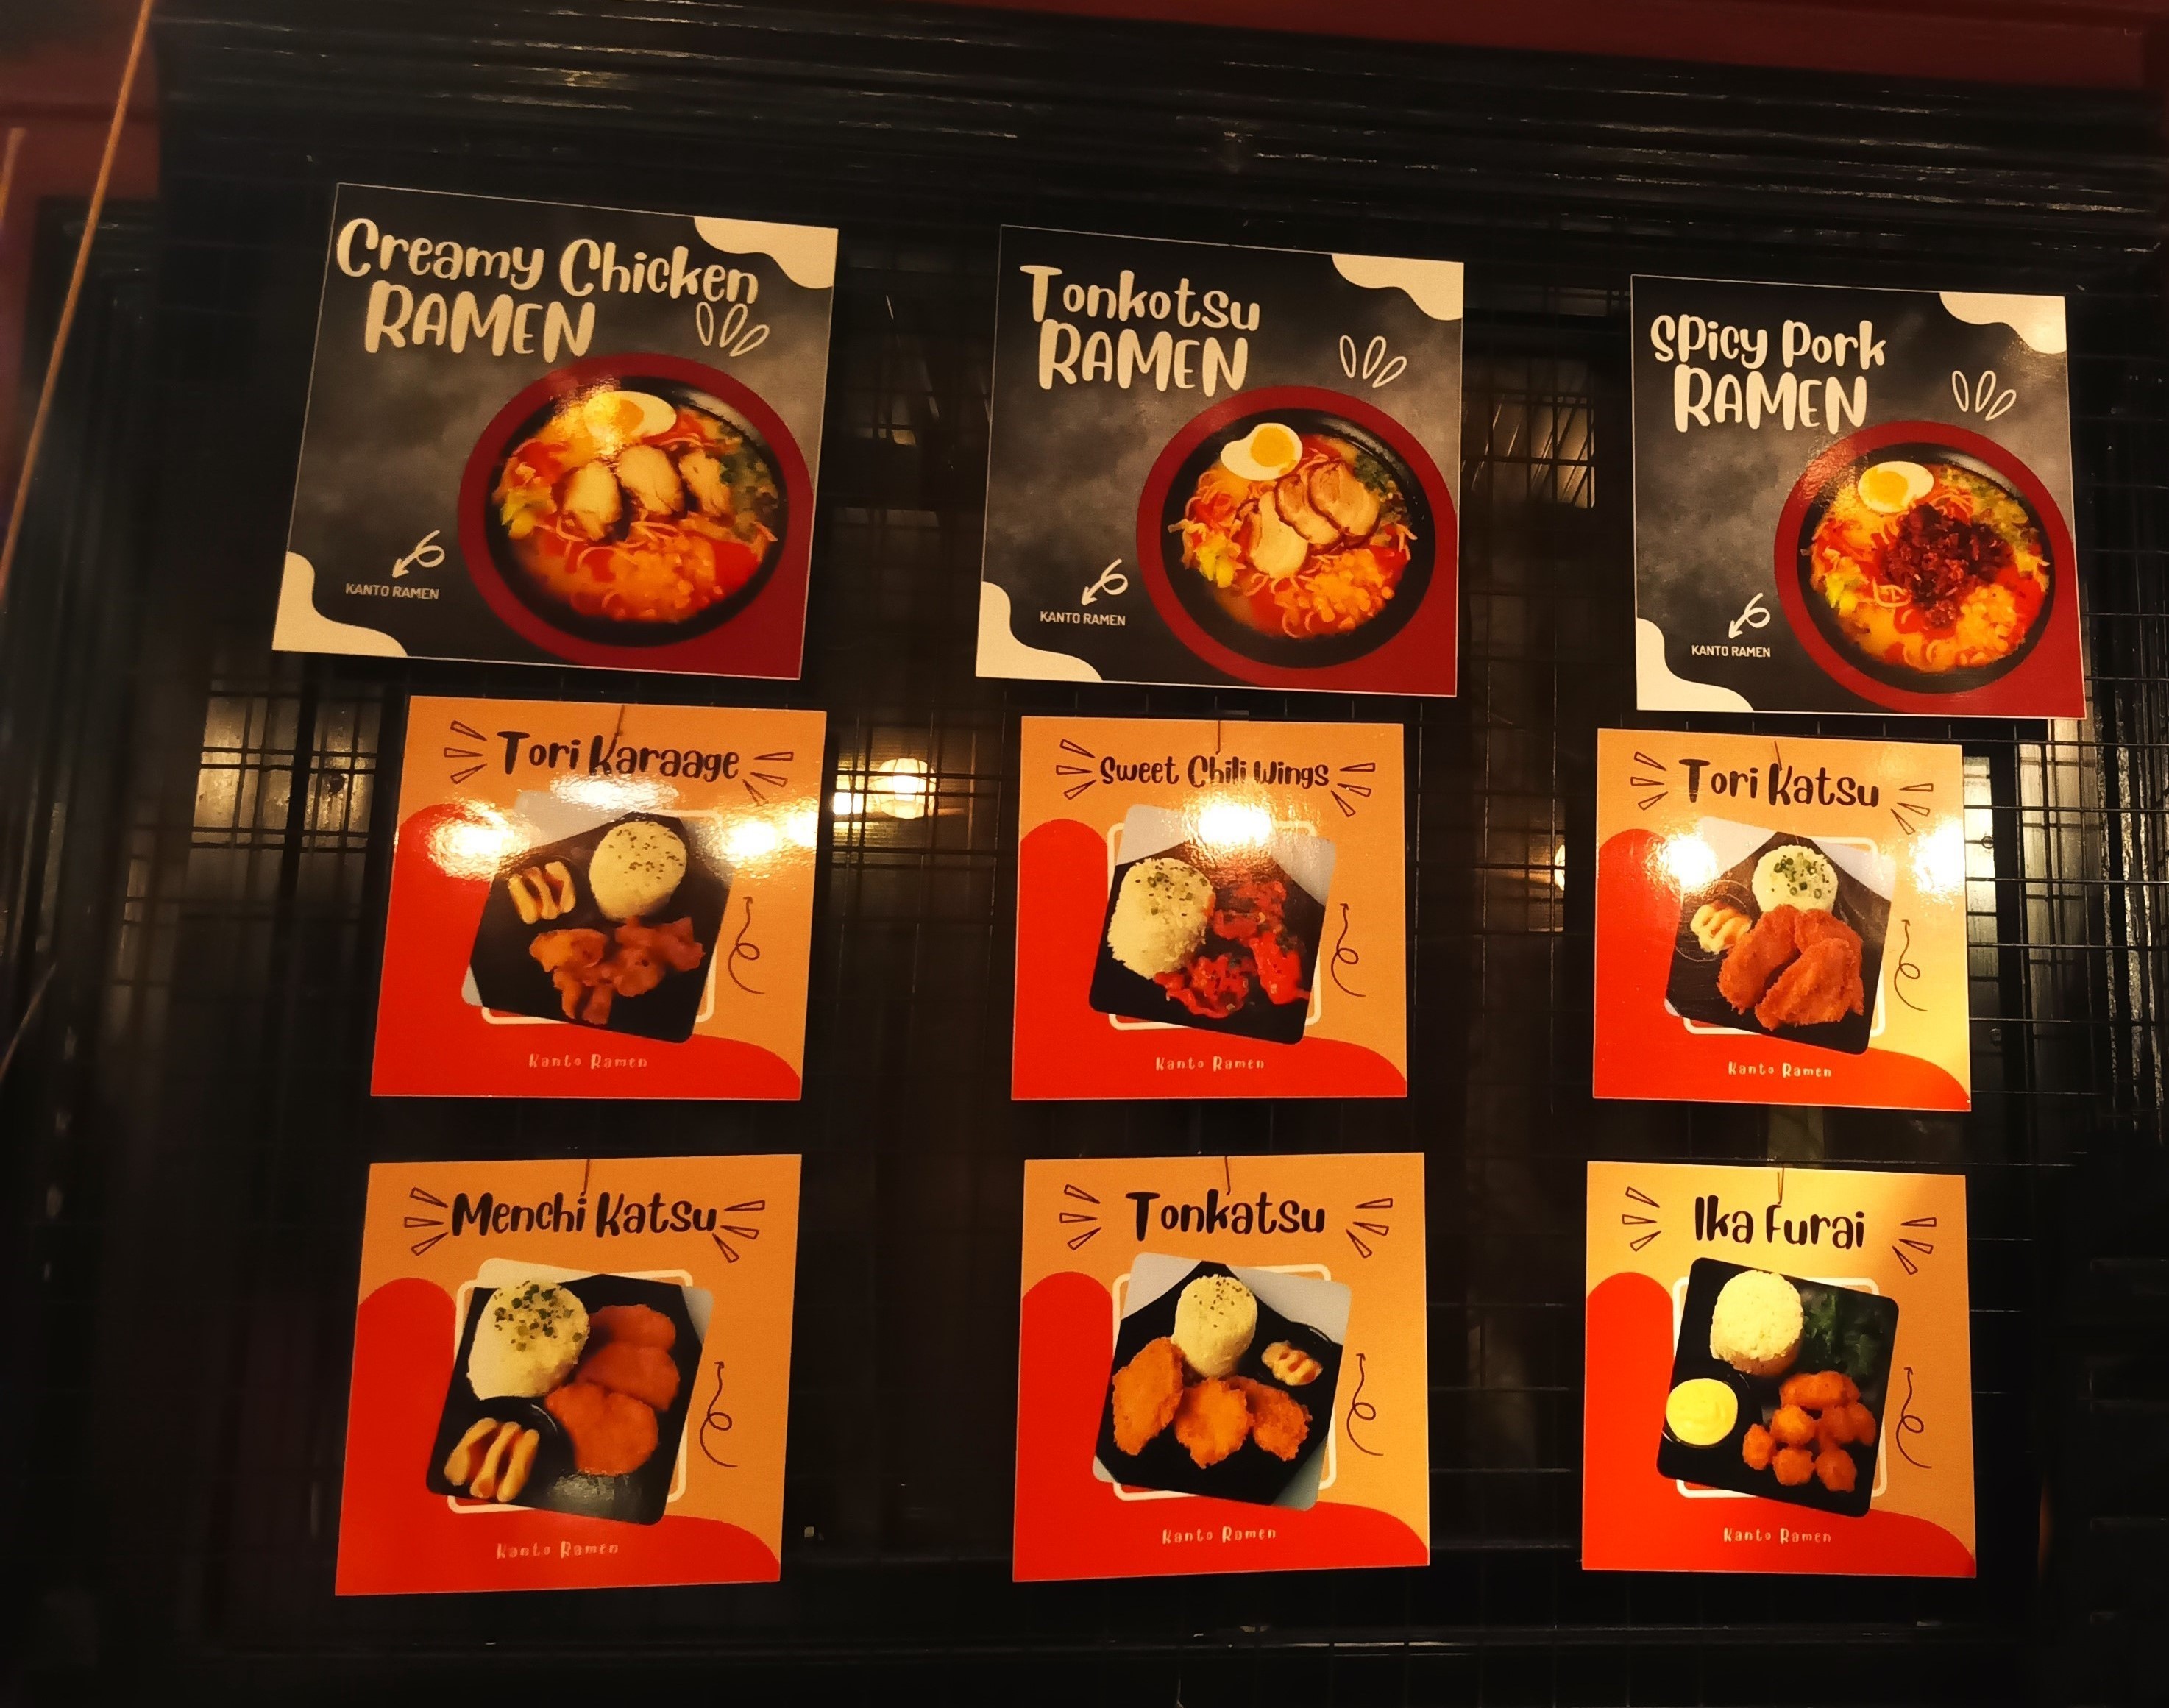 Creamy Chicken
RAMEN
KANTO RAMEN
Tonkotsu
RAMEN
KANTO RAMEN
SPicy Pork
RAMEN
KANTO RAMEN
Tori Karaage
Kanto Ramen
Sweet Chili Wings
Kanto Ramen
Tori Katsu
Kanto Ramen
Menchi Katsu
Kanto Ramen
Tonkatsu
Kanto Ramen
Ika Furai
Kanto Ramen